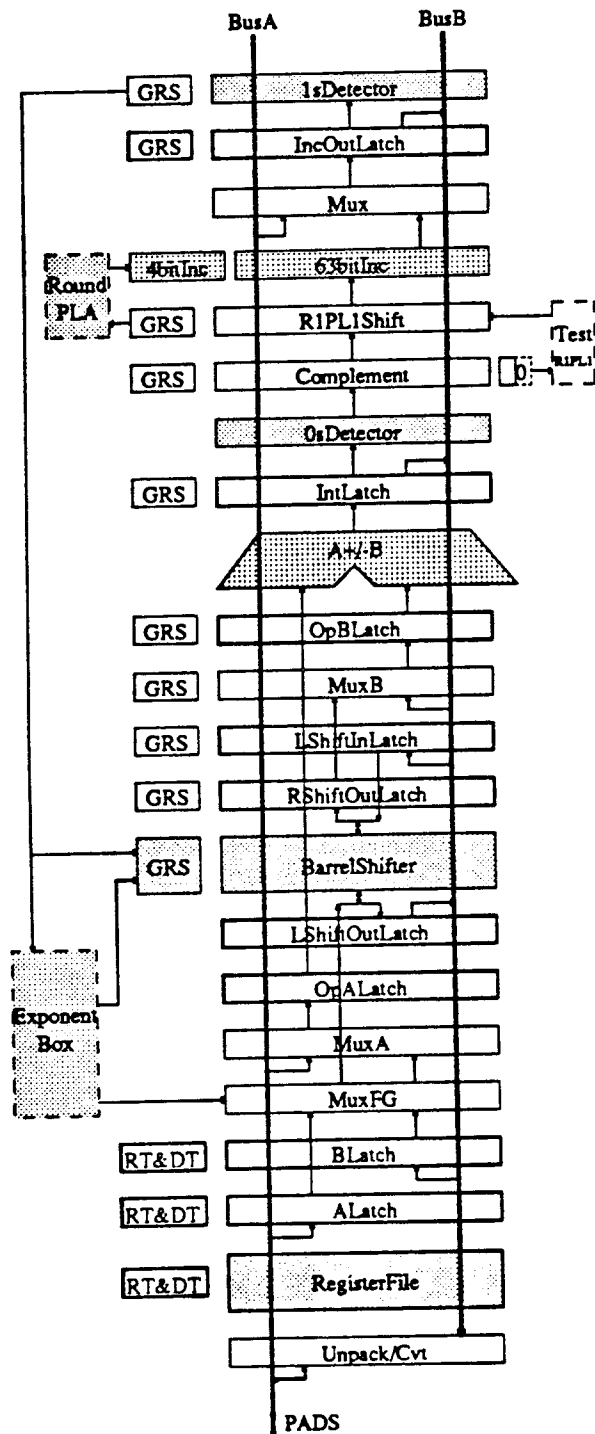 BusA BusB
GRS 1sDetector
GRS IncOutLatch
Mux
Round
PLA
4bitInc 63bitInc
GRS R1PL1Shift
Test
R1PL1
GRS Complement 0
0sDetector
GRS IntLatch
A+/-B
GRS OpBLatch
GRS MuxB
GRS LShiftInLatch
GRS RShiftOutLatch
GRS BarrelShifter
LShiftOutLatch
Exponent
Box
OpALatch
MuxA
MuxFG
RT&DT BLatch
RT&DT ALatch
RT&DT RegisterFile
Unpack/Cvt
PADS